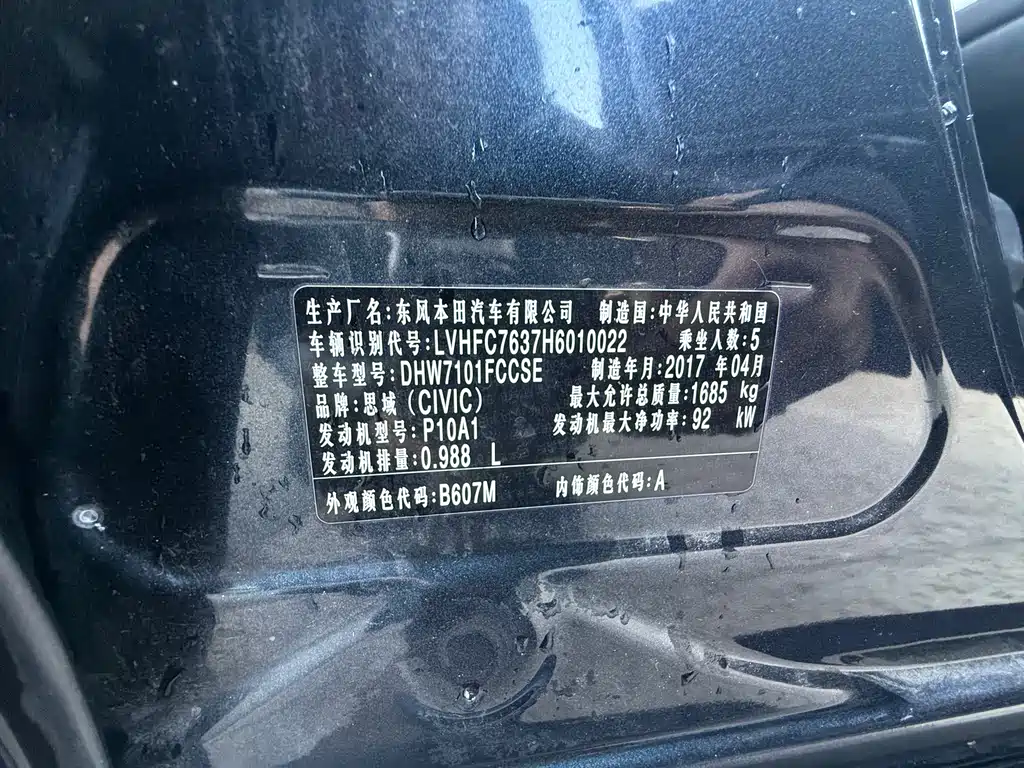 生产厂名:东风本田汽车有限公司 制造国:中华人民共和国
车辆识别代号:LVHFC7637H6010022 乘坐人数:5
整车型号:DHW7101FCCSE 制造年月:2017 年04月
品牌:思域(CIVIC) 最大允许总质量:1685 kg
发动机型号:P10A1 发动机最大净功率:92 kW
发动机排量:0.988 L
外观颜色代码:B607M 内饰颜色代码:A